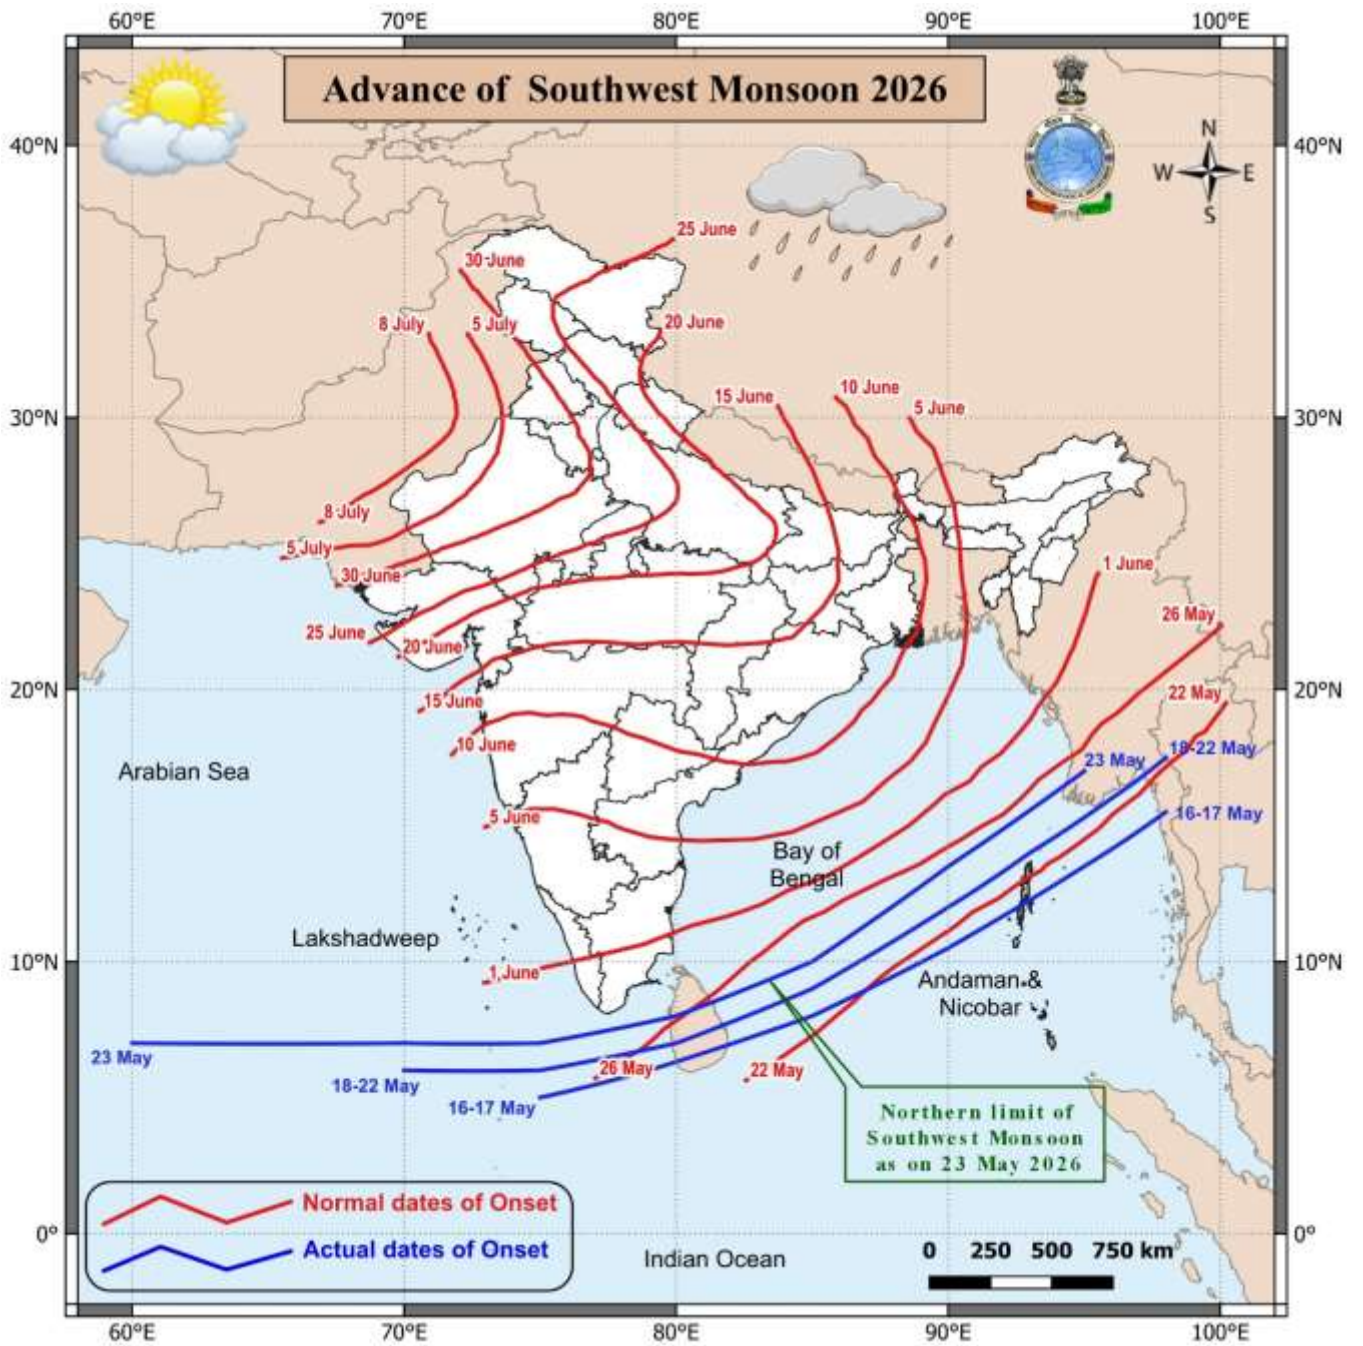 60°E 70°E 80°E 90°E 100°E
Advance of Southwest Monsoon 2026
N
W E
S
40°N 40°N
25 June
30 June
8 July 5 July 20 June
15 June 10 June 5 June
30°N 30°N
8 July
5 July
30 June
1 June
26 May
25 June
20 June
22 May
20°N 20°N
15 June
10 June
23 May 18-22 May
Arabian Sea
16-17 May
5 June
Bay of
Bengal
Lakshadweep
10°N 10°N
1 June
Andaman &
Nicobar
23 May
26 May
22 May
18-22 May
16-17 May
Northern limit of
Southwest Monsoon
as on 23 May 2026
Normal dates of Onset
Actual dates of Onset
0° 0°
Indian Ocean
0 250 500 750 km
60°E 70°E 80°E 90°E 100°E